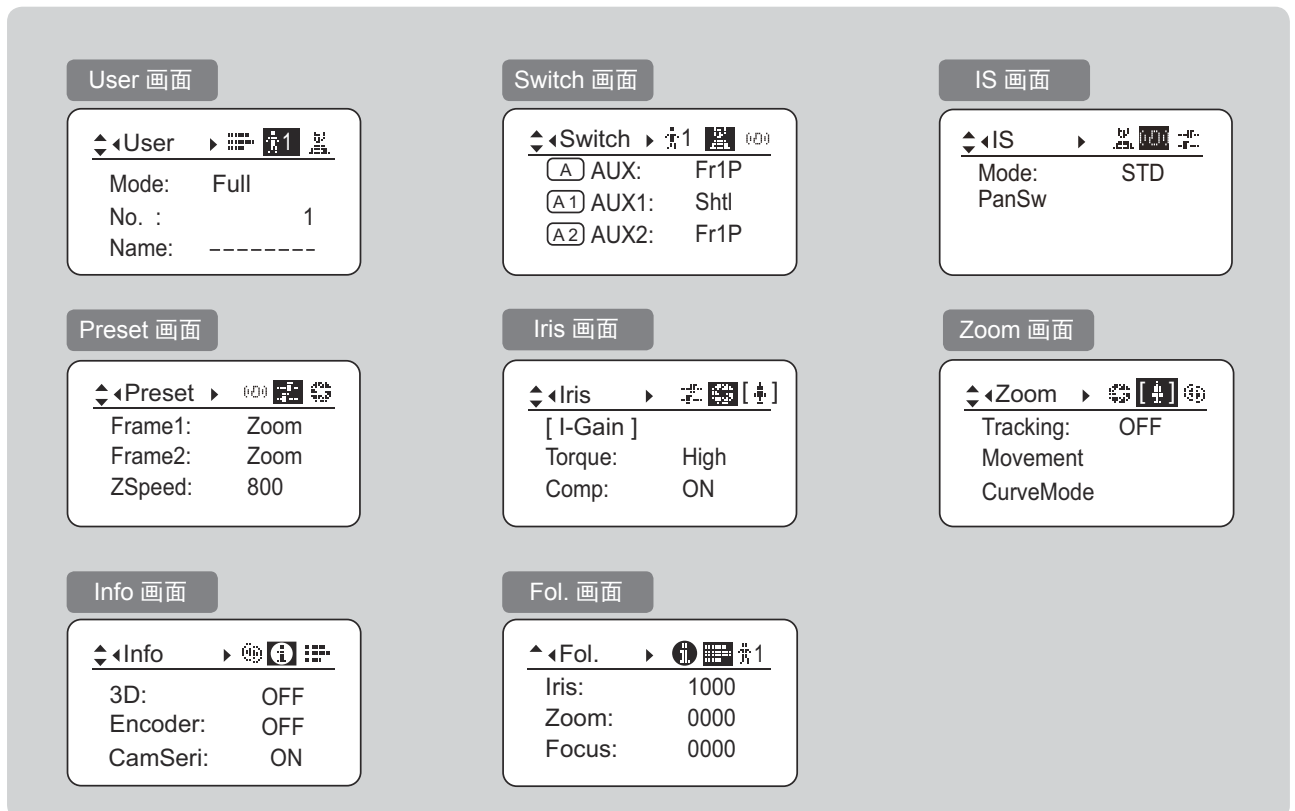 User 画面
User 1
Mode: Full
No. : 1
Name: --------
Switch 画面
Switch 1
A AUX: Fr1P
A1 AUX1: Shtl
A2 AUX2: Fr1P
IS 画面
IS
Mode: STD
PanSw
Preset 画面
Preset
Frame1: Zoom
Frame2: Zoom
ZSpeed: 800
Iris 画面
Iris
[ I-Gain ]
Torque: High
Comp: ON
Zoom 画面
Zoom
Tracking: OFF
Movement
CurveMode
Info 画面
Info
3D: OFF
Encoder: OFF
CamSeri: ON
Fol. 画面
Fol. 1
Iris: 1000
Zoom: 0000
Focus: 0000